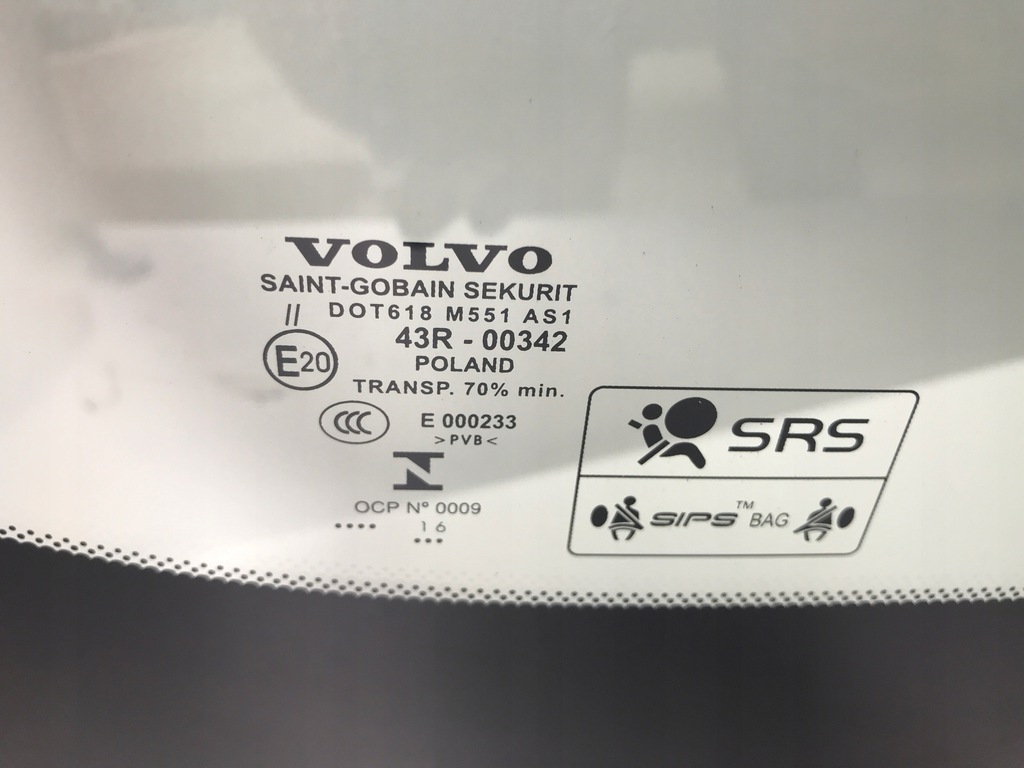 VOLVO
SAINT-GOBAIN SEKURIT
//
DOT618 M551 AS1
43R - 00342
E20
POLAND
TRANSP. 70% min.
CCC
E 000233
>PVB<
OCP Nº 0009
.... 16
...
SRS
SIPS™ BAG